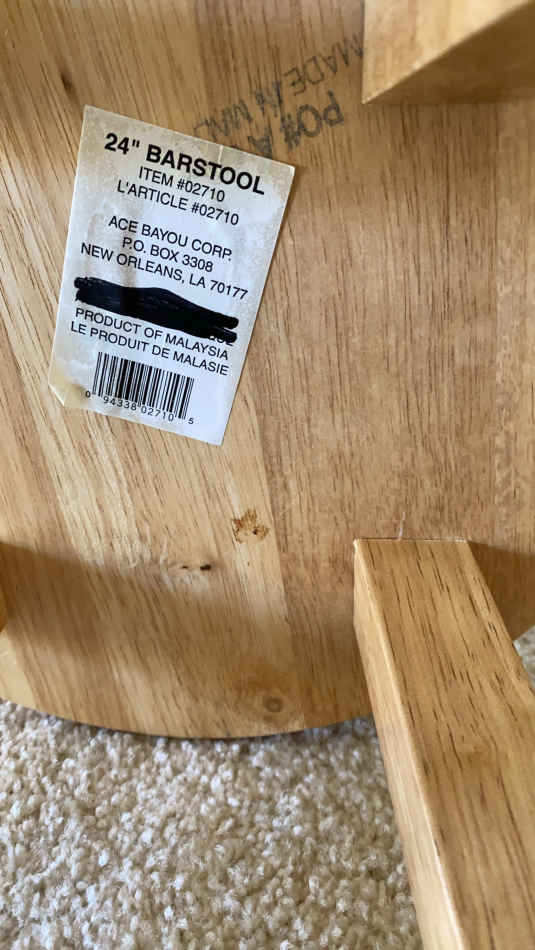 24" BARSTOOL
ITEM #02710
L'ARTICLE #02710
ACE BAYOU CORP.
P.O. BOX 3308
NEW ORLEANS, LA 70177
PRODUCT OF MALAYSIA
LE PRODUIT DE MALASIE
0 94338 02710 5
MADE IN
PO# A